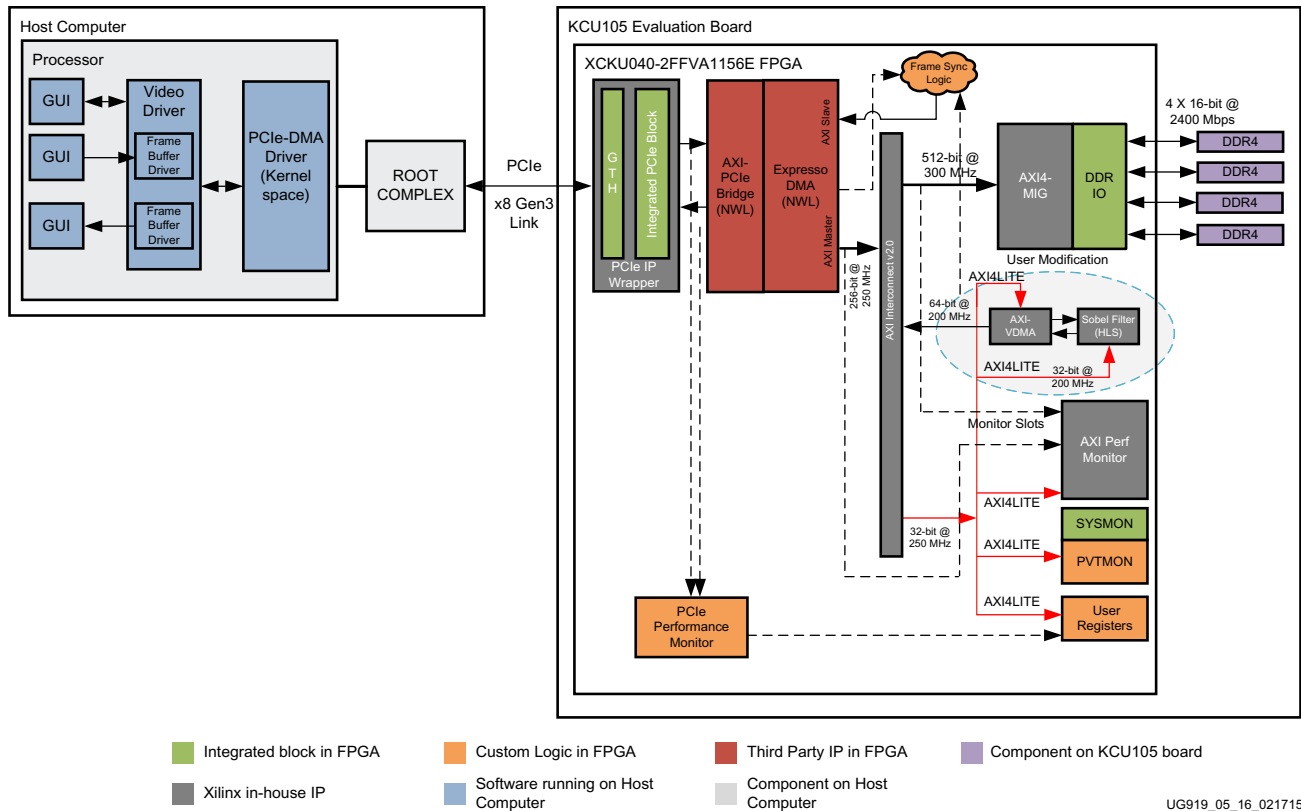 Host Computer
Processor
GUI
GUI
GUI
Video
Driver
Frame
Buffer
Driver
Frame
Buffer
Driver
PCIe-DMA
Driver
(Kernel
space)
ROOT
COMPLEX
PCIe
x8 Gen3
Link
KCU105 Evaluation Board
XCKU040-2FFVA1156E FPGA
G
T
H
Integrated PCIe Block
PCIe IP
Wrapper
AXI-
PCIe
Bridge
(NWL)
Expresso
DMA
(NWL)
AXI Slave
AXI Master
Frame Sync
Logic
256-bit @
250 MHz
AXI Interconnect v2.0
512-bit @
300 MHz
AXI4-
MIG
DDR
IO
4 X 16-bit @
2400 Mbps
DDR4
DDR4
DDR4
DDR4
User Modification
AXI4LITE
64-bit @
200 MHz
AXI-
VDMA
Sobel Filter
(HLS)
AXI4LITE
32-bit @
200 MHz
Monitor Slots
AXI Perf
Monitor
AXI4LITE
32-bit @
250 MHz
SYSMON
AXI4LITE
PVTMON
AXI4LITE
User
Registers
PCIe
Performance
Monitor
Integrated block in FPGA
Custom Logic in FPGA
Third Party IP in FPGA
Component on KCU105 board
Xilinx in-house IP
Software running on Host
Computer
Component on Host
Computer
UG919_05_16_021715